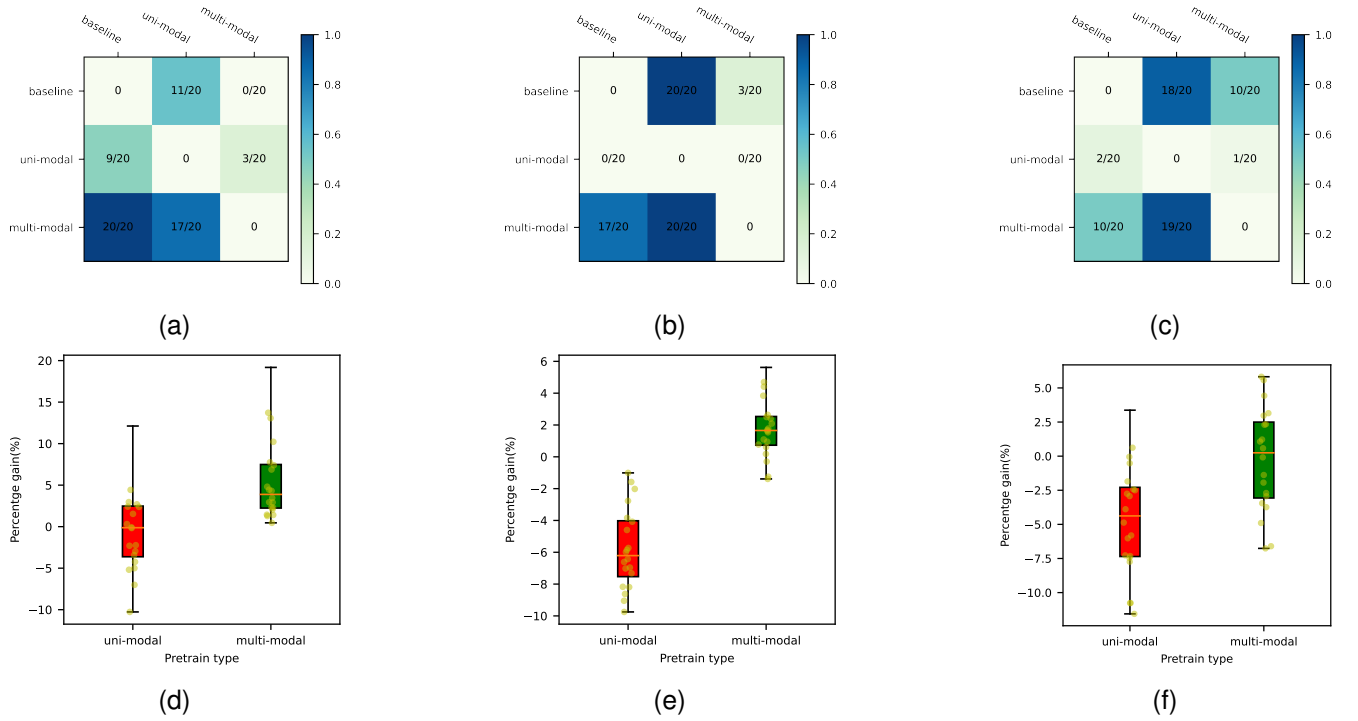 baseline
uni-modal
multi-modal
baseline 0 11/20 0/20
uni-modal 9/20 0 3/20
multi-modal 20/20 17/20 0
1.0
0.8
0.6
0.4
0.2
0.0
(a)
baseline
uni-modal
multi-modal
baseline 0 20/20 3/20
uni-modal 0/20 0 0/20
multi-modal 17/20 20/20 0
1.0
0.8
0.6
0.4
0.2
0.0
(b)
baseline
uni-modal
multi-modal
baseline 0 18/20 10/20
uni-modal 2/20 0 1/20
multi-modal 10/20 19/20 0
1.0
0.8
0.6
0.4
0.2
0.0
(c)
Percentge gain(%)
20
15
10
5
0
−5
−10
uni-modal multi-modal
Pretrain type
(d)
Percentge gain(%)
6
4
2
0
−2
−4
−6
−8
−10
uni-modal multi-modal
Pretrain type
(e)
Percentge gain(%)
5.0
2.5
0.0
−2.5
−5.0
−7.5
−10.0
uni-modal multi-modal
Pretrain type
(f)